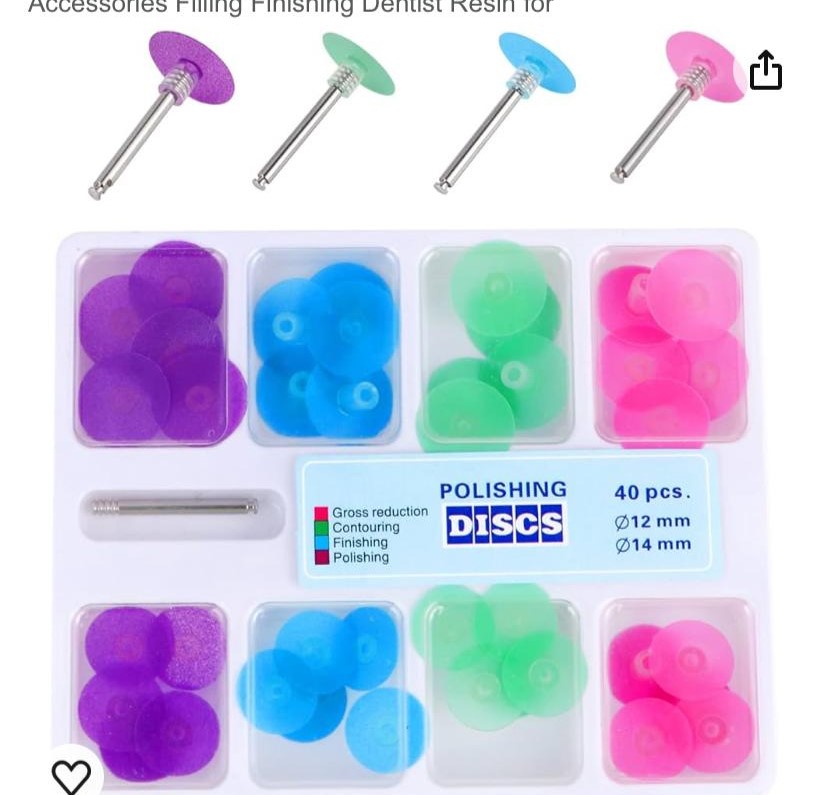 Accessories Filling Finishing Dentist Resin for
POLISHING
DISCS
40 pcs.
Ø12 mm
Ø14 mm
Gross reduction
Contouring
Finishing
Polishing